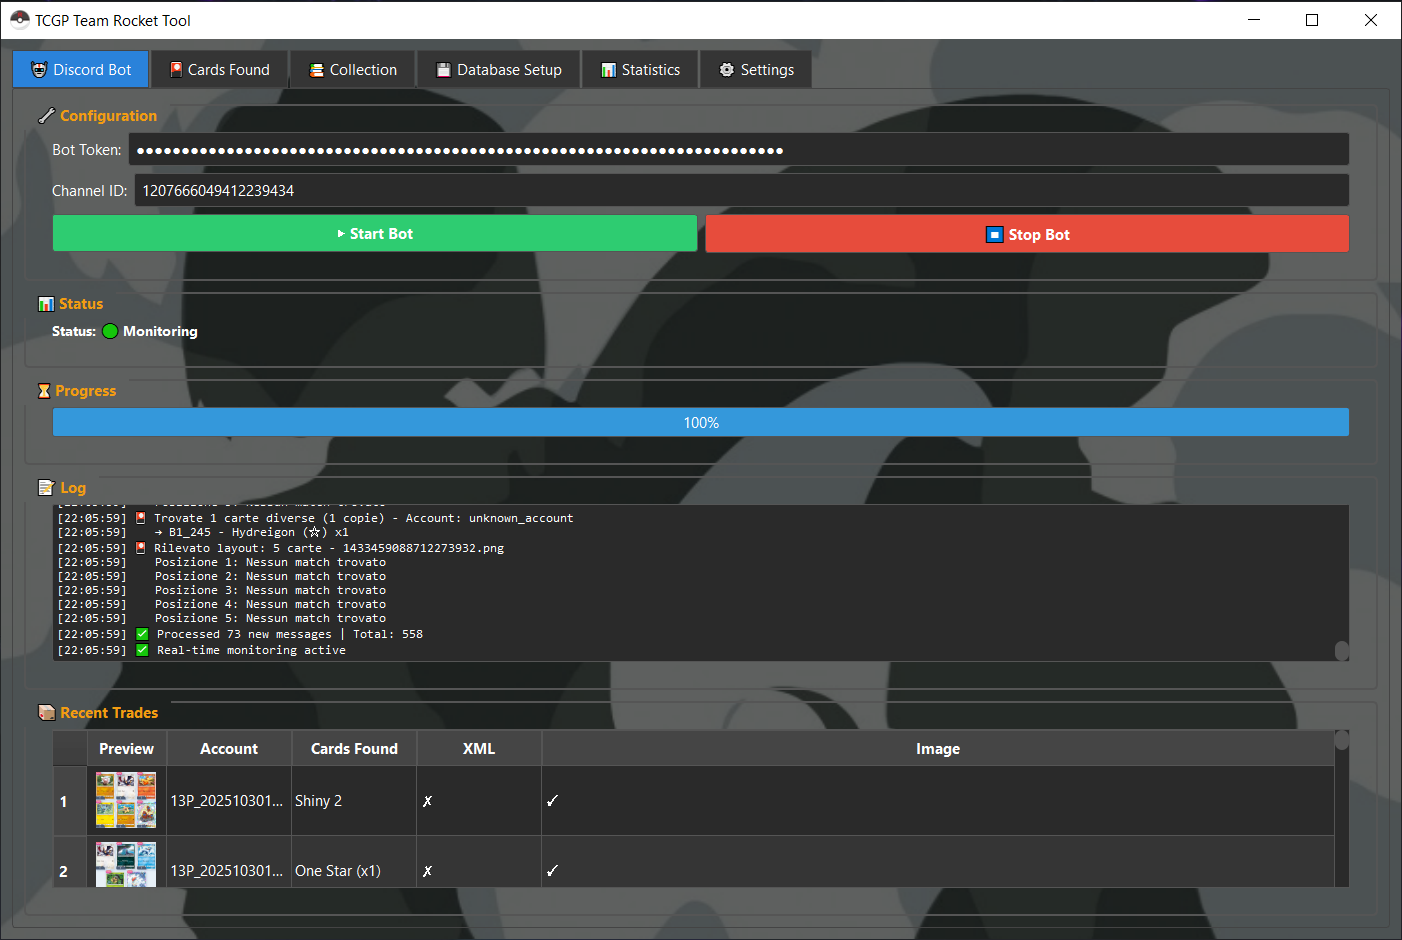 TCGP Team Rocket Tool
Discord Bot Cards Found Collection Database Setup Statistics Settings
Configuration
Bot Token: ●●●●●●●●●●●●●●●●●●●●●●●●●●●●●●●●●●●●●●●●●●●●●●●●●●●●●●●●●●●●●●●●●●●●●●●●
Channel ID: 1207666049412239434
Start Bot Stop Bot
Status
Status: Monitoring
Progress
100%
Log
[22:05:59] Trovate 1 carte diverse (1 copie) - Account: unknown_account
[22:05:59] → B1_245 - Hydreigon (☆) x1
[22:05:59] Rilevato layout: 5 carte - 1433459088712273932.png
[22:05:59] Posizione 1: Nessun match trovato
[22:05:59] Posizione 2: Nessun match trovato
[22:05:59] Posizione 3: Nessun match trovato
[22:05:59] Posizione 4: Nessun match trovato
[22:05:59] Posizione 5: Nessun match trovato
[22:05:59] ✅ Processed 73 new messages | Total: 558
[22:05:59] ✅ Real-time monitoring active
Recent Trades
Preview Account Cards Found XML Image
1 13P_202510301... Shiny 2 ✗ ✓
2 13P_202510301... One Star (x1) ✗ ✓